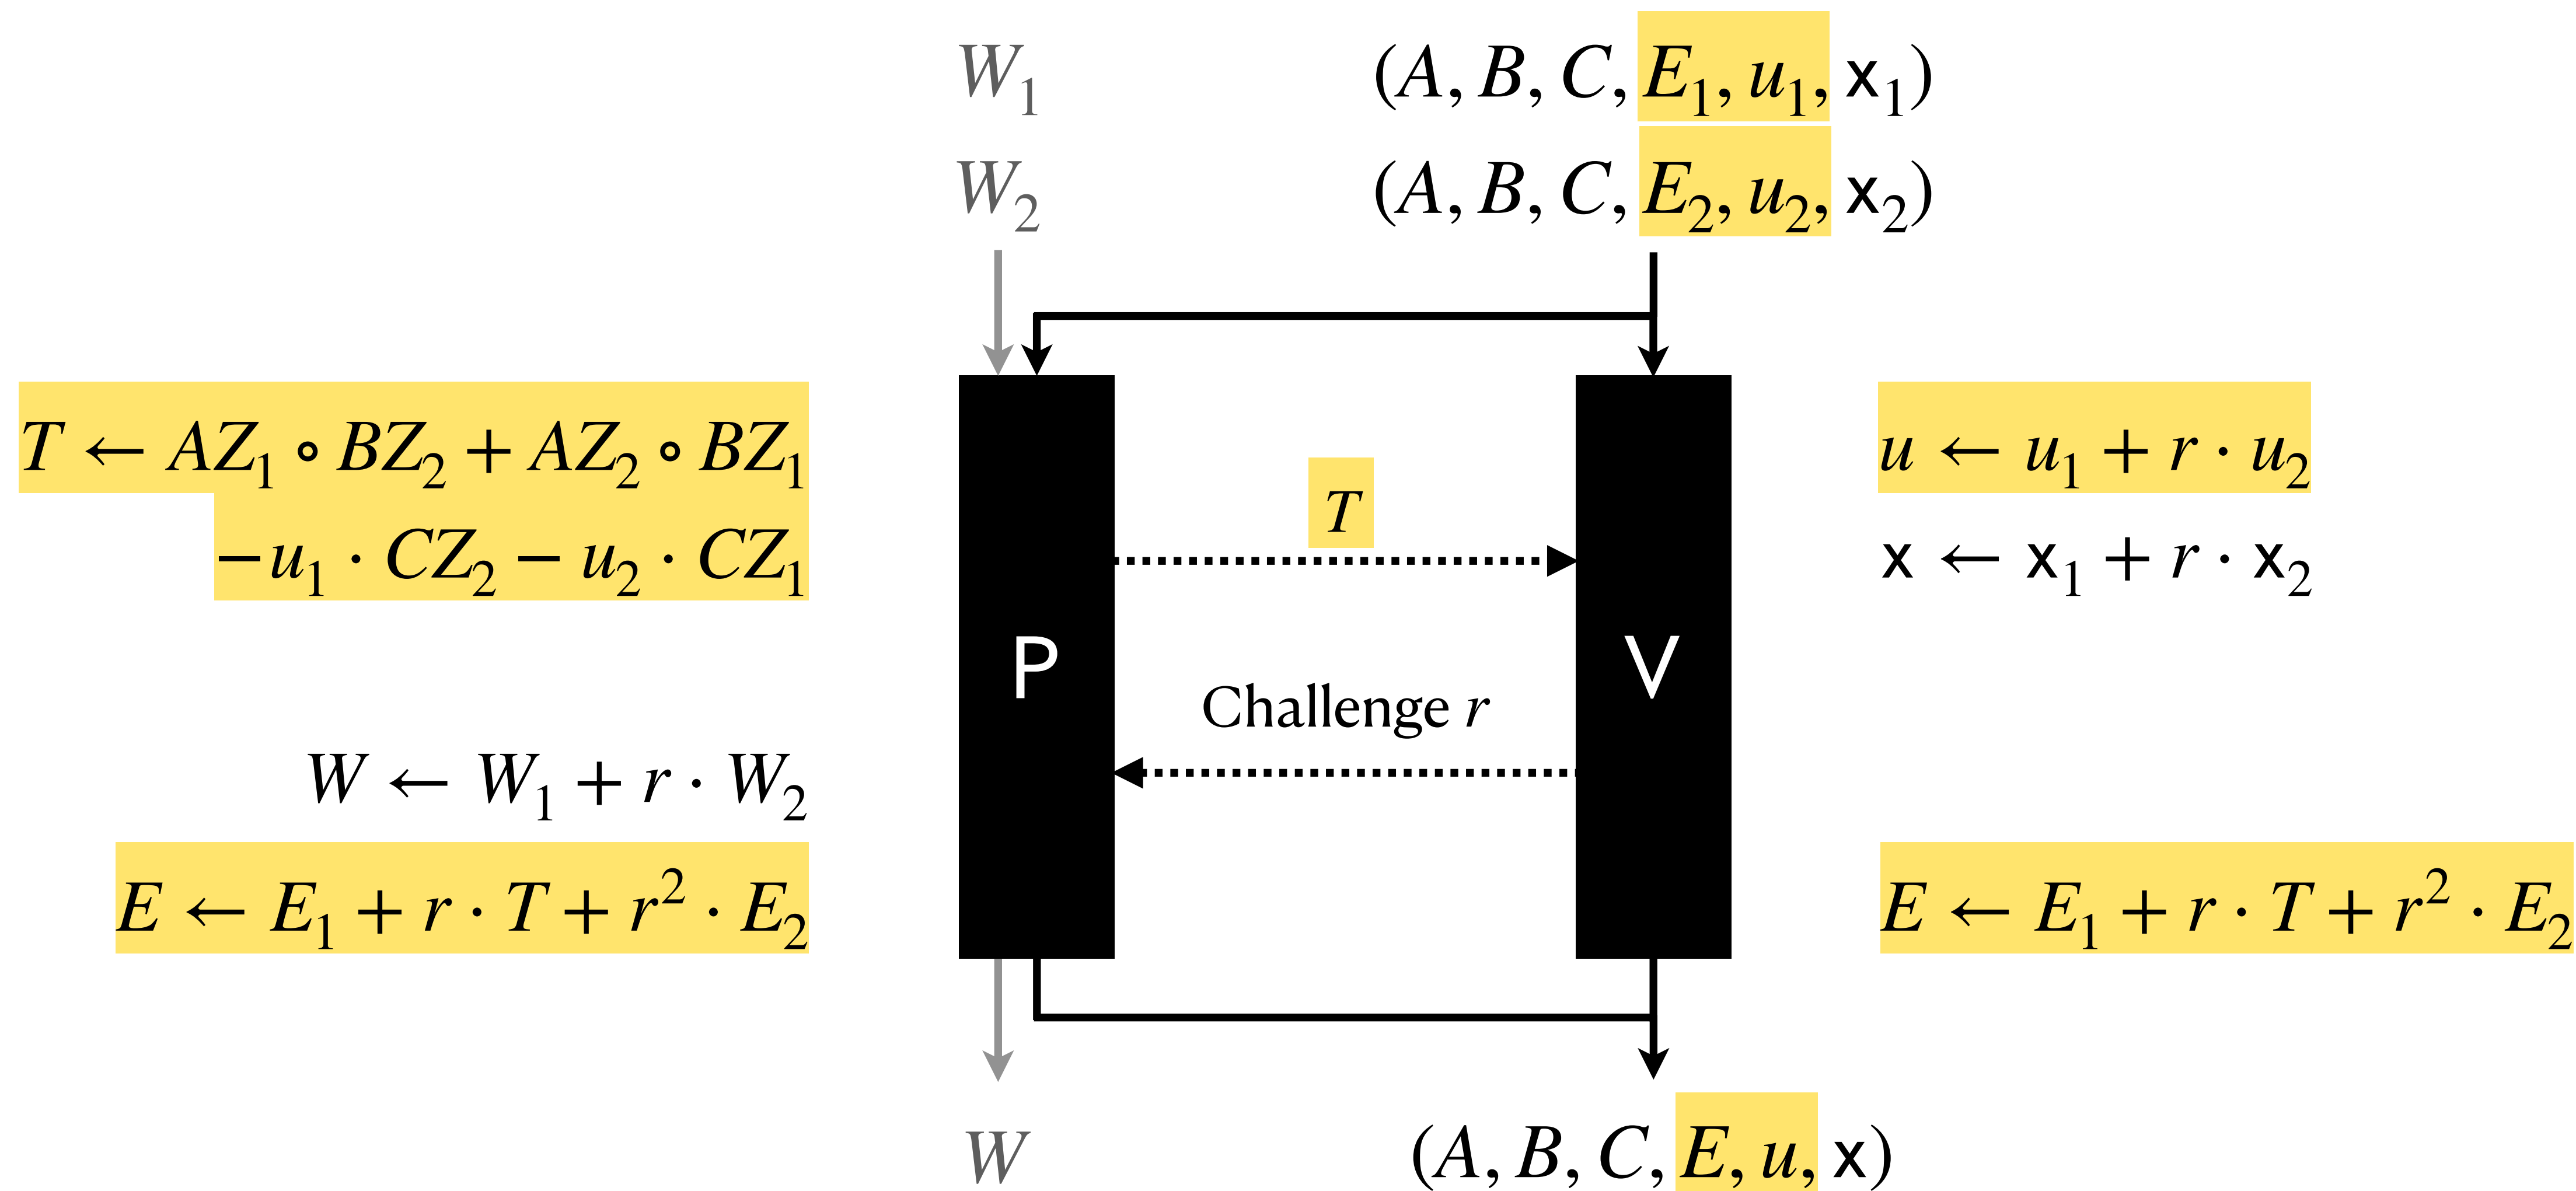 W₁ (A, B, C, E₁, u₁, x₁)
W₂ (A, B, C, E₂, u₂, x₂)
T ← AZ₁ ∘ BZ₂ + AZ₂ ∘ BZ₁
−u₁ · CZ₂ − u₂ · CZ₁
W ← W₁ + r · W₂
E ← E₁ + r · T + r² · E₂
P
T
Challenge r
V
u ← u₁ + r · u₂
x ← x₁ + r · x₂
E ← E₁ + r · T + r² · E₂
W (A, B, C, E, u, x)